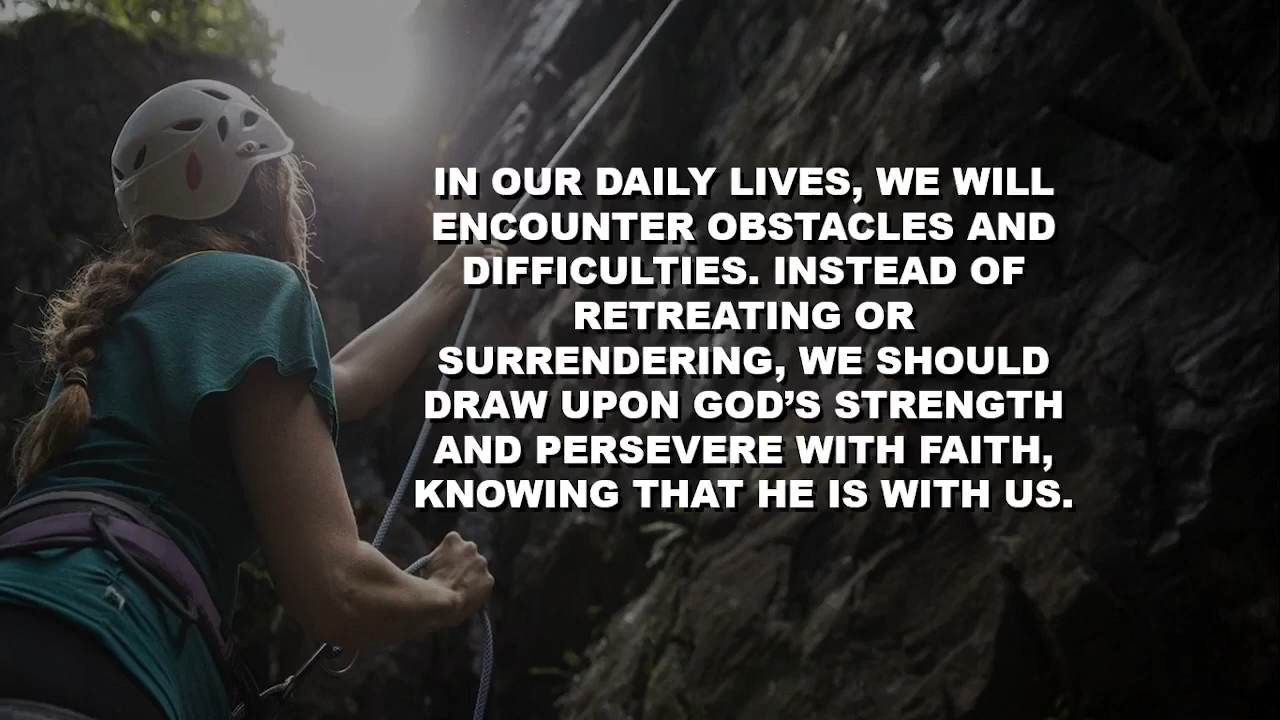 IN OUR DAILY LIVES, WE WILL
ENCOUNTER OBSTACLES AND
DIFFICULTIES. INSTEAD OF
RETREATING OR
SURRENDERING, WE SHOULD
DRAW UPON GOD’S STRENGTH
AND PERSEVERE WITH FAITH,
KNOWING THAT HE IS WITH US.